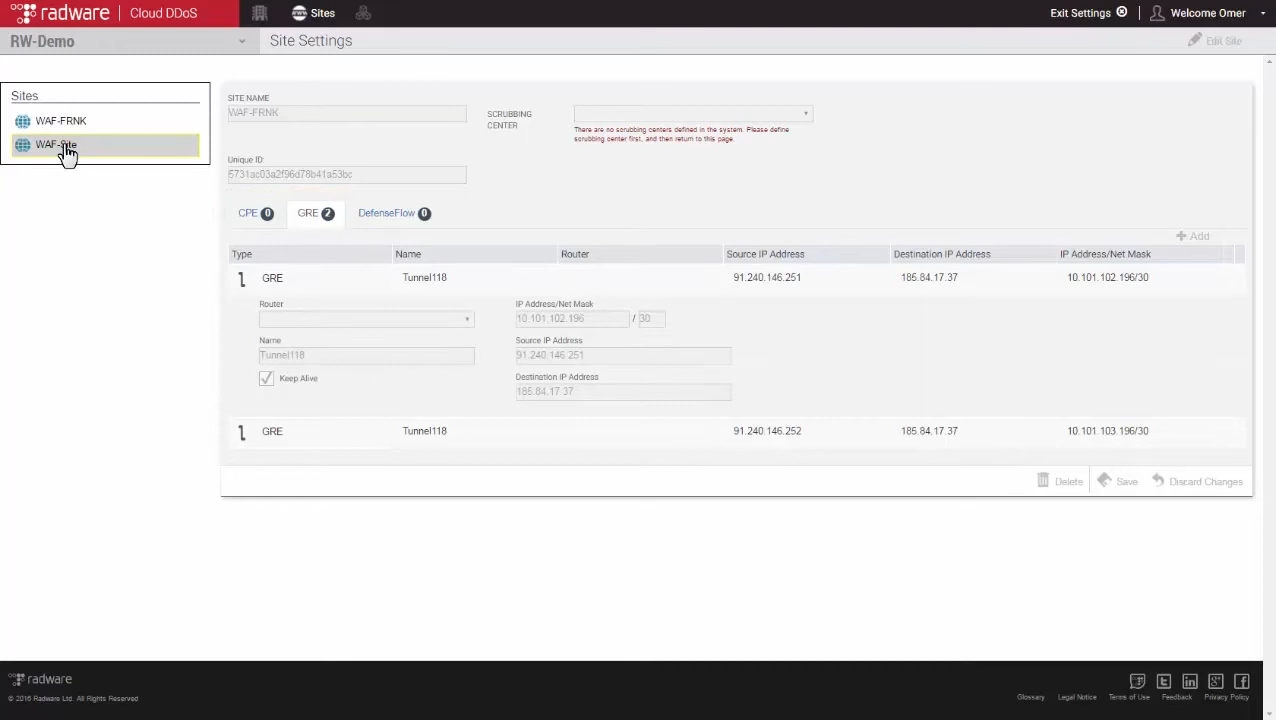 radware Cloud DDoS Sites Exit Settings Welcome Omer
RW-Demo Site Settings Edit Site
Sites
WAF-FRNK
WAF-Site
SITE NAME
WAF-FRNK
SCRUBBING
CENTER
There are no scrubbing centers defined in the system. Please define
scrubbing center first, and then return to this page.
Unique ID:
5731ac03a2f96d78b41a53bc
CPE 0 GRE 2 DefenseFlow 0
Add
Type Name Router Source IP Address Destination IP Address IP Address/Net Mask
GRE Tunnel118 91.240.146.251 185.84.17.37 10.101.102.196/30
Router IP Address/Net Mask
10.101.102.196 / 30
Name Source IP Address
Tunnel118 91.240.146.251
Keep Alive Destination IP Address
185.84.17.37
GRE Tunnel118 91.240.146.252 185.84.17.37 10.101.103.196/30
Delete Save Discard Changes
radware
© 2016 Radware Ltd. All Rights Reserved
Glossary Legal Notice Terms of Use Feedback Privacy Policy